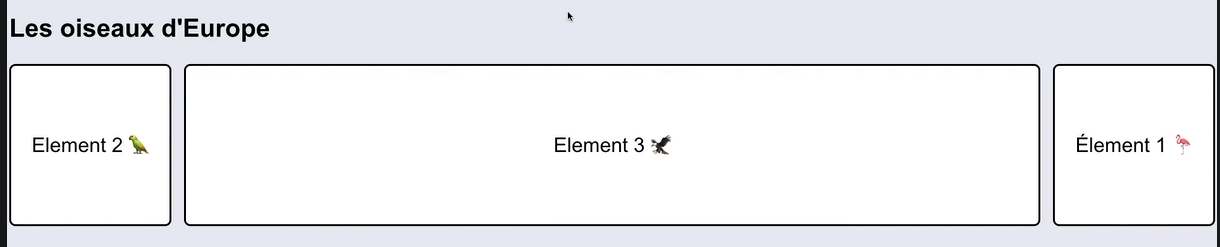 Les oiseaux d'Europe
Element 2 🦜
Element 3 🦅
Élement 1 🦩